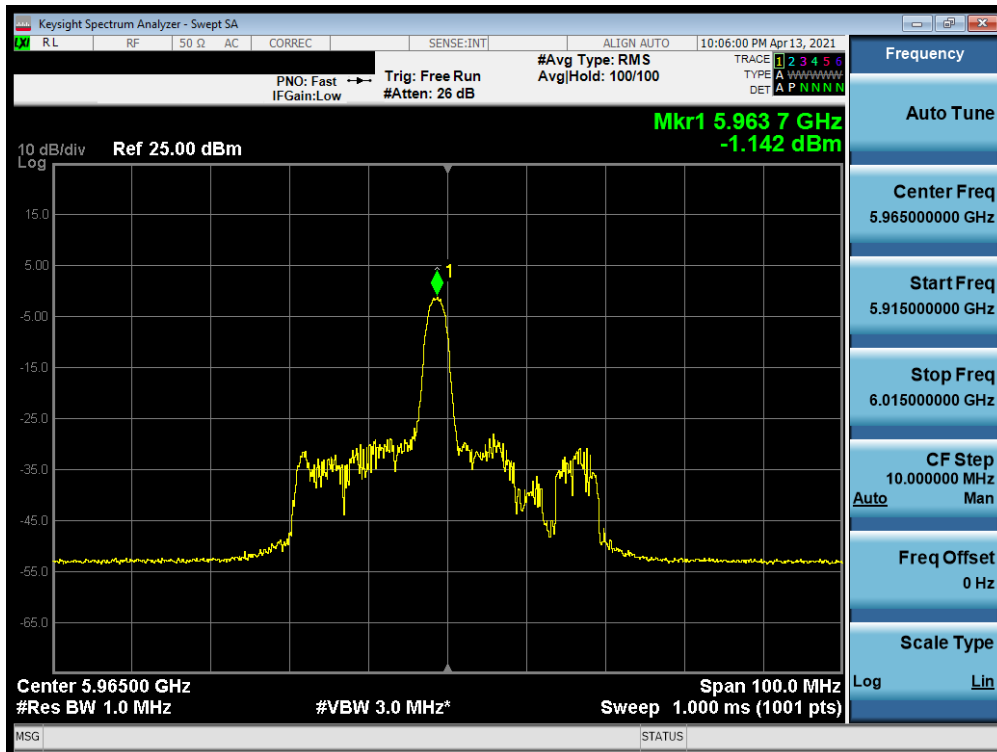 Keysight Spectrum Analyzer - Swept SA
LXI RL RF 50 Ω AC CORREC SENSE:INT ALIGN AUTO 10:06:00 PM Apr 13, 2021
PNO: Fast
IFGain:Low
Trig: Free Run
#Atten: 26 dB
#Avg Type: RMS
Avg|Hold: 100/100
TRACE 1 2 3 4 5 6
TYPE A WWWWW
DET A P N N N N
Mkr1 5.963 7 GHz
-1.142 dBm
10 dB/div
Log
Ref 25.00 dBm
15.0
5.00
-5.00
-15.0
-25.0
-35.0
-45.0
-55.0
-65.0
1
Center 5.96500 GHz
Span 100.0 MHz
#Res BW 1.0 MHz
#VBW 3.0 MHz*
Sweep 1.000 ms (1001 pts)
MSG
STATUS
Frequency
Auto Tune
Center Freq
5.965000000 GHz
Start Freq
5.915000000 GHz
Stop Freq
6.015000000 GHz
CF Step
10.000000 MHz
Auto Man
Freq Offset
0 Hz
Scale Type
Log Lin